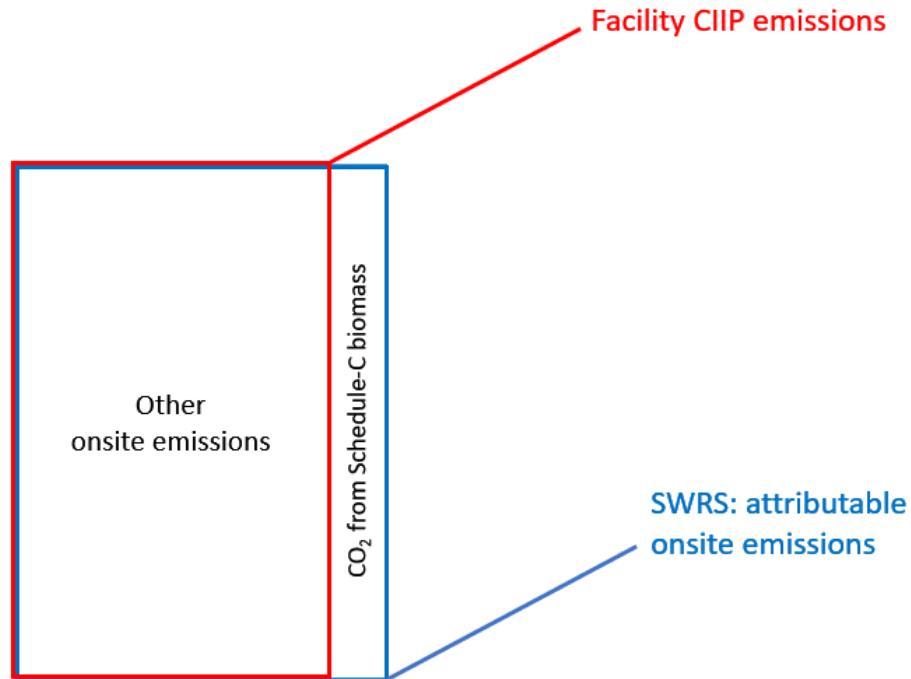 Facility CIIP emissions
Other
onsite emissions
CO₂ from Schedule-C biomass
SWRS: attributable
onsite emissions